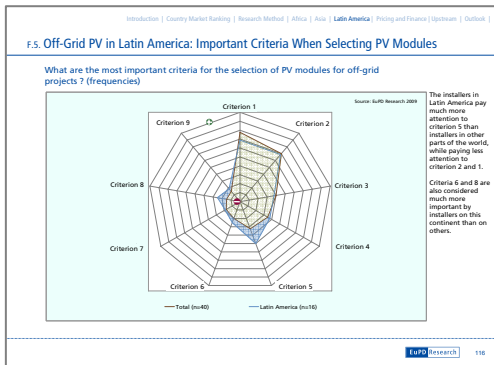 Introduction | Country Market Ranking | Research Method | Africa | Asia | Latin America | Pricing and Finance | Upstream | Outlook |
F.5. Off-Grid PV in Latin America: Important Criteria When Selecting PV Modules
What are the most important criteria for the selection of PV modules for off-grid
projects ? (frequencies)
Source: EuPD Research 2009
Criterion 1
Criterion 2
Criterion 3
Criterion 4
Criterion 5
Criterion 6
Criterion 7
Criterion 8
Criterion 9
Total (n=40)
Latin America (n=16)
The installers in
Latin America pay
much more
attention to
criterion 5 than
installers in other
parts of the world,
while paying less
attention to
criterion 2 and 1.
Criteria 6 and 8 are
also considered
much more
important by
installers on this
continent than on
others.
EuPD Research
116